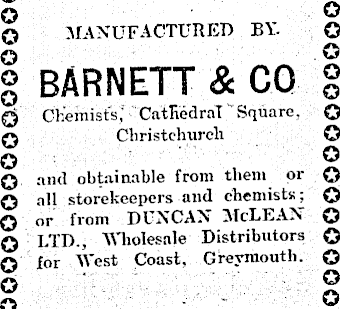 MANUFACTURED BY.
BARNETT & CO
Chemists, Cathedral Square,
Christchurch
and obtainable from them or
all storekeepers and chemists;
or from DUNCAN McLEAN
LTD., Wholesale Distributors
for West Coast, Greymouth.